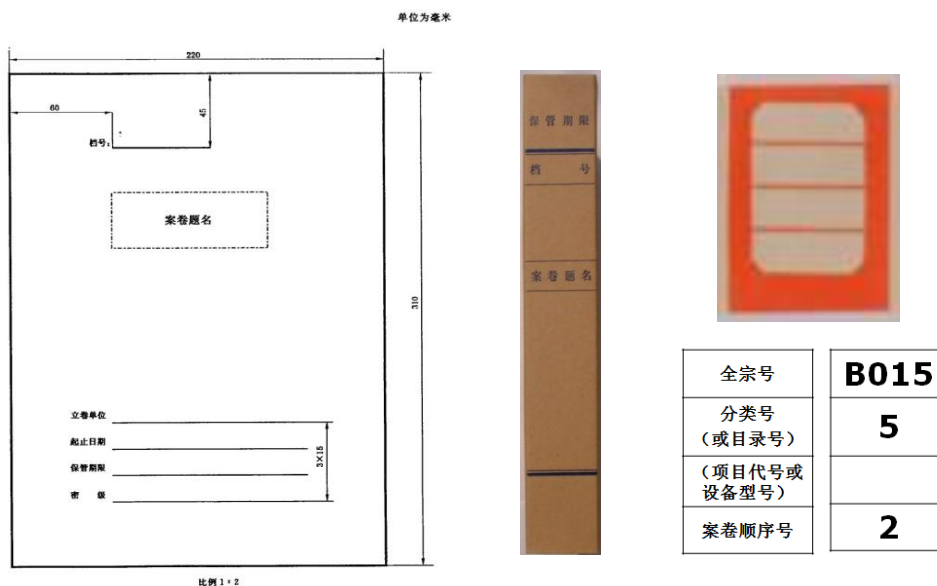 单位为毫米
220
60
45
档号：
案卷题名
310
立卷单位
起止日期
保管期限
密 级
3×15
比例 1：2
保管期限
档 号
案卷题名
全宗号
B015
分类号
（或目录号）
5
（项目代号或
设备型号）
案卷顺序号
2